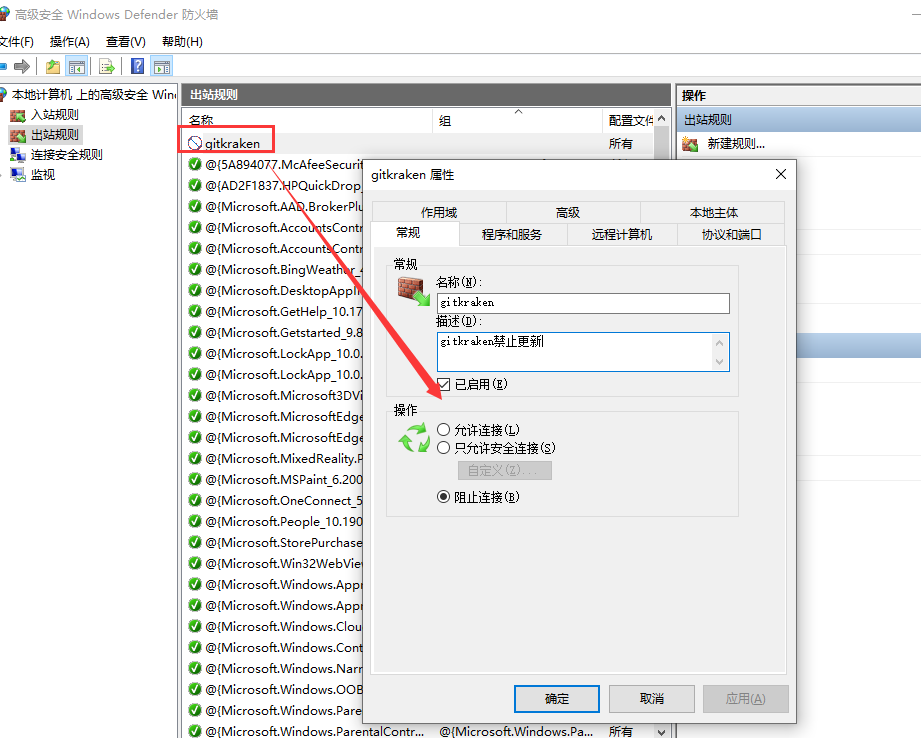 高级安全 Windows Defender 防火墙
文件(F) 操作(A) 查看(V) 帮助(H)
本地计算机 上的高级安全 Win
入站规则
出站规则
连接安全规则
监视
出站规则
名称 组 配置文件
gitkraken 所有
@{5A894077.McAfeeSecurit
@{AD2F1837.HPQuickDrop_
@{Microsoft.AAD.BrokerPlu
@{Microsoft.AccountsContr
@{Microsoft.AccountsContr
@{Microsoft.BingWeather_4
@{Microsoft.DesktopAppIn
@{Microsoft.GetHelp_10.17
@{Microsoft.Getstarted_9.8
@{Microsoft.LockApp_10.0.
@{Microsoft.LockApp_10.0.
@{Microsoft.Microsoft3DVi
@{Microsoft.MicrosoftEdge
@{Microsoft.MicrosoftEdge
@{Microsoft.MixedReality.P
@{Microsoft.MSPaint_6.200
@{Microsoft.OneConnect_5
@{Microsoft.People_10.190
@{Microsoft.StorePurchase
@{Microsoft.Win32WebView
@{Microsoft.Windows.Appr
@{Microsoft.Windows.Appr
@{Microsoft.Windows.Clou
@{Microsoft.Windows.Cont
@{Microsoft.Windows.Narr
@{Microsoft.Windows.OOB
@{Microsoft.Windows.Pare
@{Microsoft.Windows.ParentalContr... @{Microsoft.Windows.Pa... 所有
操作
出站规则
新建规则...
gitkraken 属性
作用域 高级 本地主体
常规 程序和服务 远程计算机 协议和端口
常规
名称(N):
gitkraken
描述(D):
gitkraken禁止更新
已启用(E)
操作
允许连接(L)
只允许安全连接(S)
自定义(Z)...
阻止连接(B)
确定 取消 应用(A)